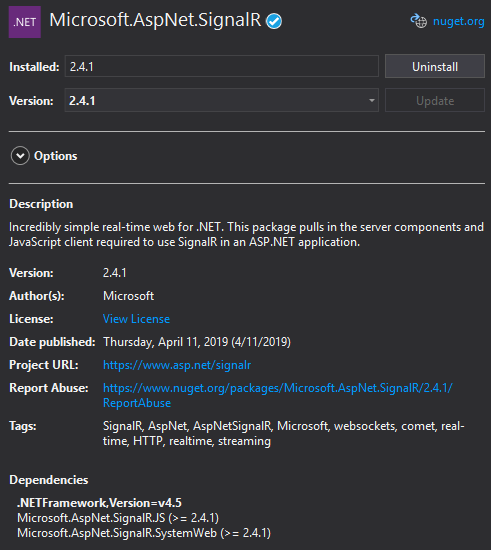 .NET
Microsoft.AspNet.SignalR
nuget.org
Installed: 2.4.1 Uninstall
Version: 2.4.1 Update
Options
Description
Incredibly simple real-time web for .NET. This package pulls in the server components and
JavaScript client required to use SignalR in an ASP.NET application.
Version: 2.4.1
Author(s): Microsoft
License: View License
Date published: Thursday, April 11, 2019 (4/11/2019)
Project URL: https://www.asp.net/signalr
Report Abuse: https://www.nuget.org/packages/Microsoft.AspNet.SignalR/2.4.1/
ReportAbuse
Tags: SignalR, AspNet, AspNetSignalR, Microsoft, websockets, comet, real-
time, HTTP, realtime, streaming
Dependencies
.NETFramework,Version=v4.5
Microsoft.AspNet.SignalR.JS (>= 2.4.1)
Microsoft.AspNet.SignalR.SystemWeb (>= 2.4.1)